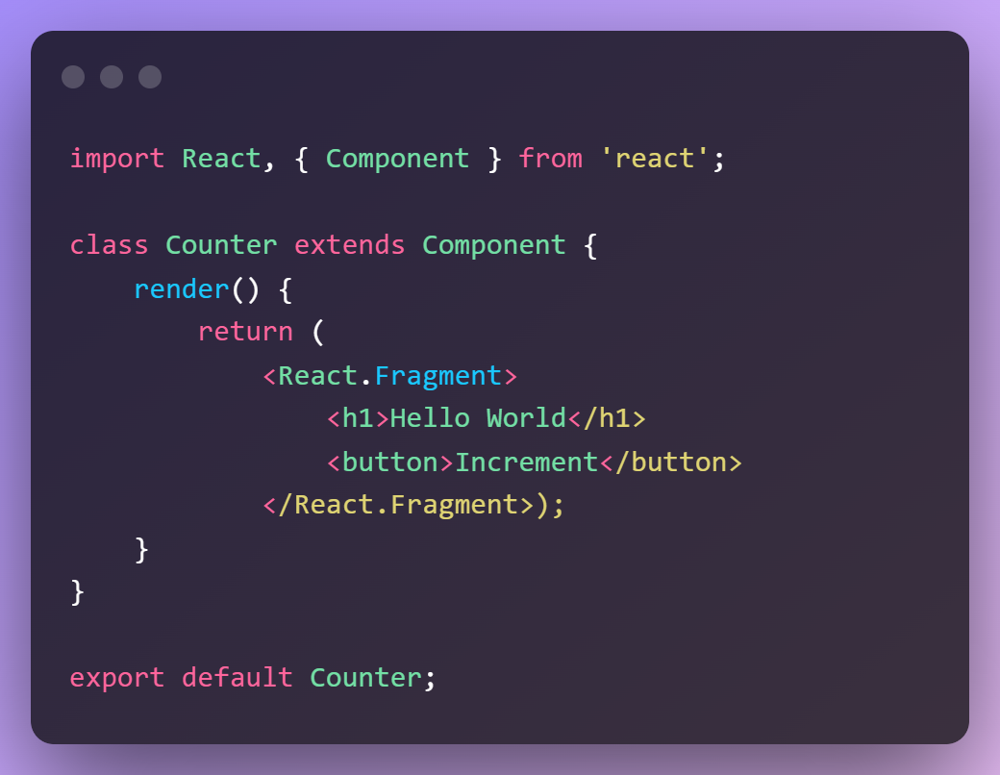 import React, { Component } from 'react';

class Counter extends Component {
    render() {
        return (
            <React.Fragment>
                <h1>Hello World</h1>
                <button>Increment</button>
            </React.Fragment>);
    }
}

export default Counter;